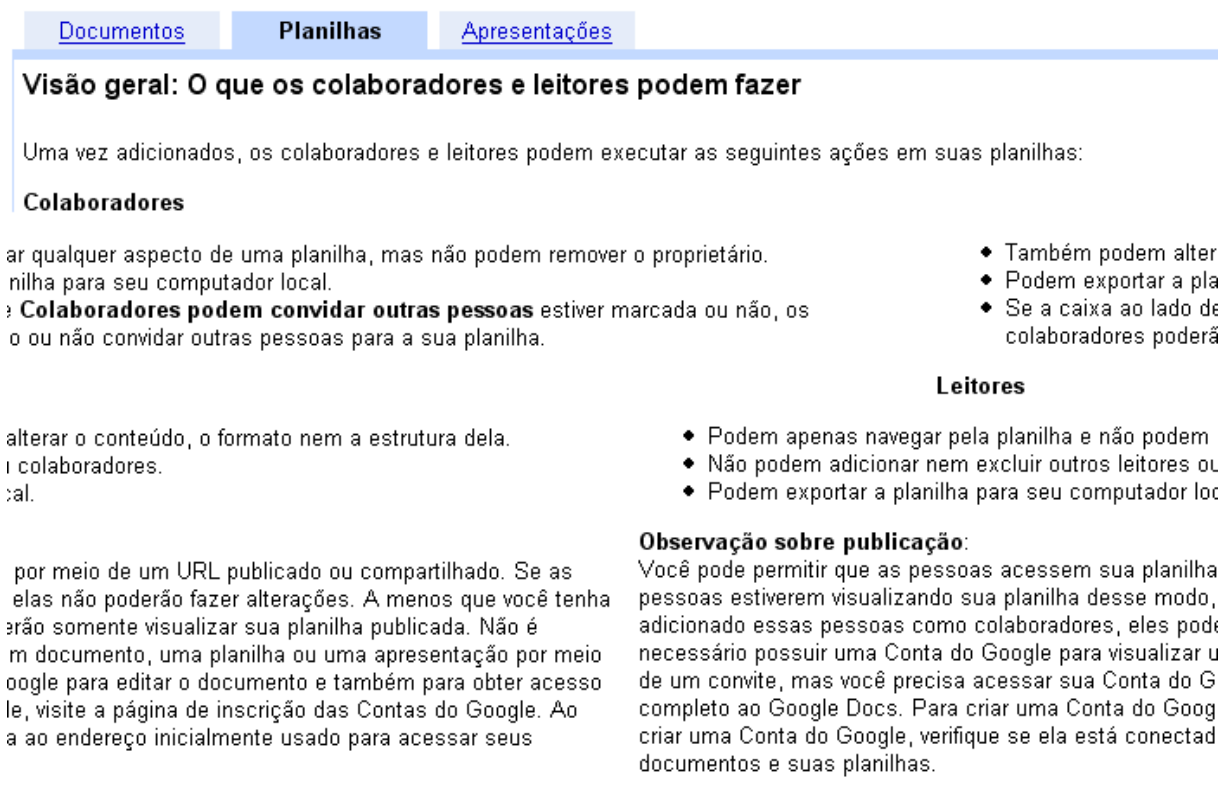 Documentos Planilhas Apresentações
Visão geral: O que os colaboradores e leitores podem fazer
Uma vez adicionados, os colaboradores e leitores podem executar as seguintes ações em suas planilhas:
Colaboradores
ar qualquer aspecto de uma planilha, mas não podem remover o proprietário.
nilha para seu computador local.
e Colaboradores podem convidar outras pessoas estiver marcada ou não, os
o ou não convidar outras pessoas para a sua planilha.
◆ Também podem alter
◆ Podem exportar a pla
◆ Se a caixa ao lado de
colaboradores poderã
Leitores
alterar o conteúdo, o formato nem a estrutura dela.
u colaboradores.
cal.
◆ Podem apenas navegar pela planilha e não podem
◆ Não podem adicionar nem excluir outros leitores ou
◆ Podem exportar a planilha para seu computador loc
por meio de um URL publicado ou compartilhado. Se as
elas não poderão fazer alterações. A menos que você tenha
erão somente visualizar sua planilha publicada. Não é
m documento, uma planilha ou uma apresentação por meio
oogle para editar o documento e também para obter acesso
le, visite a página de inscrição das Contas do Google. Ao
a ao endereço inicialmente usado para acessar seus
Observação sobre publicação:
Você pode permitir que as pessoas acessem sua planilha
pessoas estiverem visualizando sua planilha desse modo,
adicionado essas pessoas como colaboradores, eles pode
necessário possuir uma Conta do Google para visualizar u
de um convite, mas você precisa acessar sua Conta do G
completo ao Google Docs. Para criar uma Conta do Goog
criar uma Conta do Google, verifique se ela está conectad
documentos e suas planilhas.